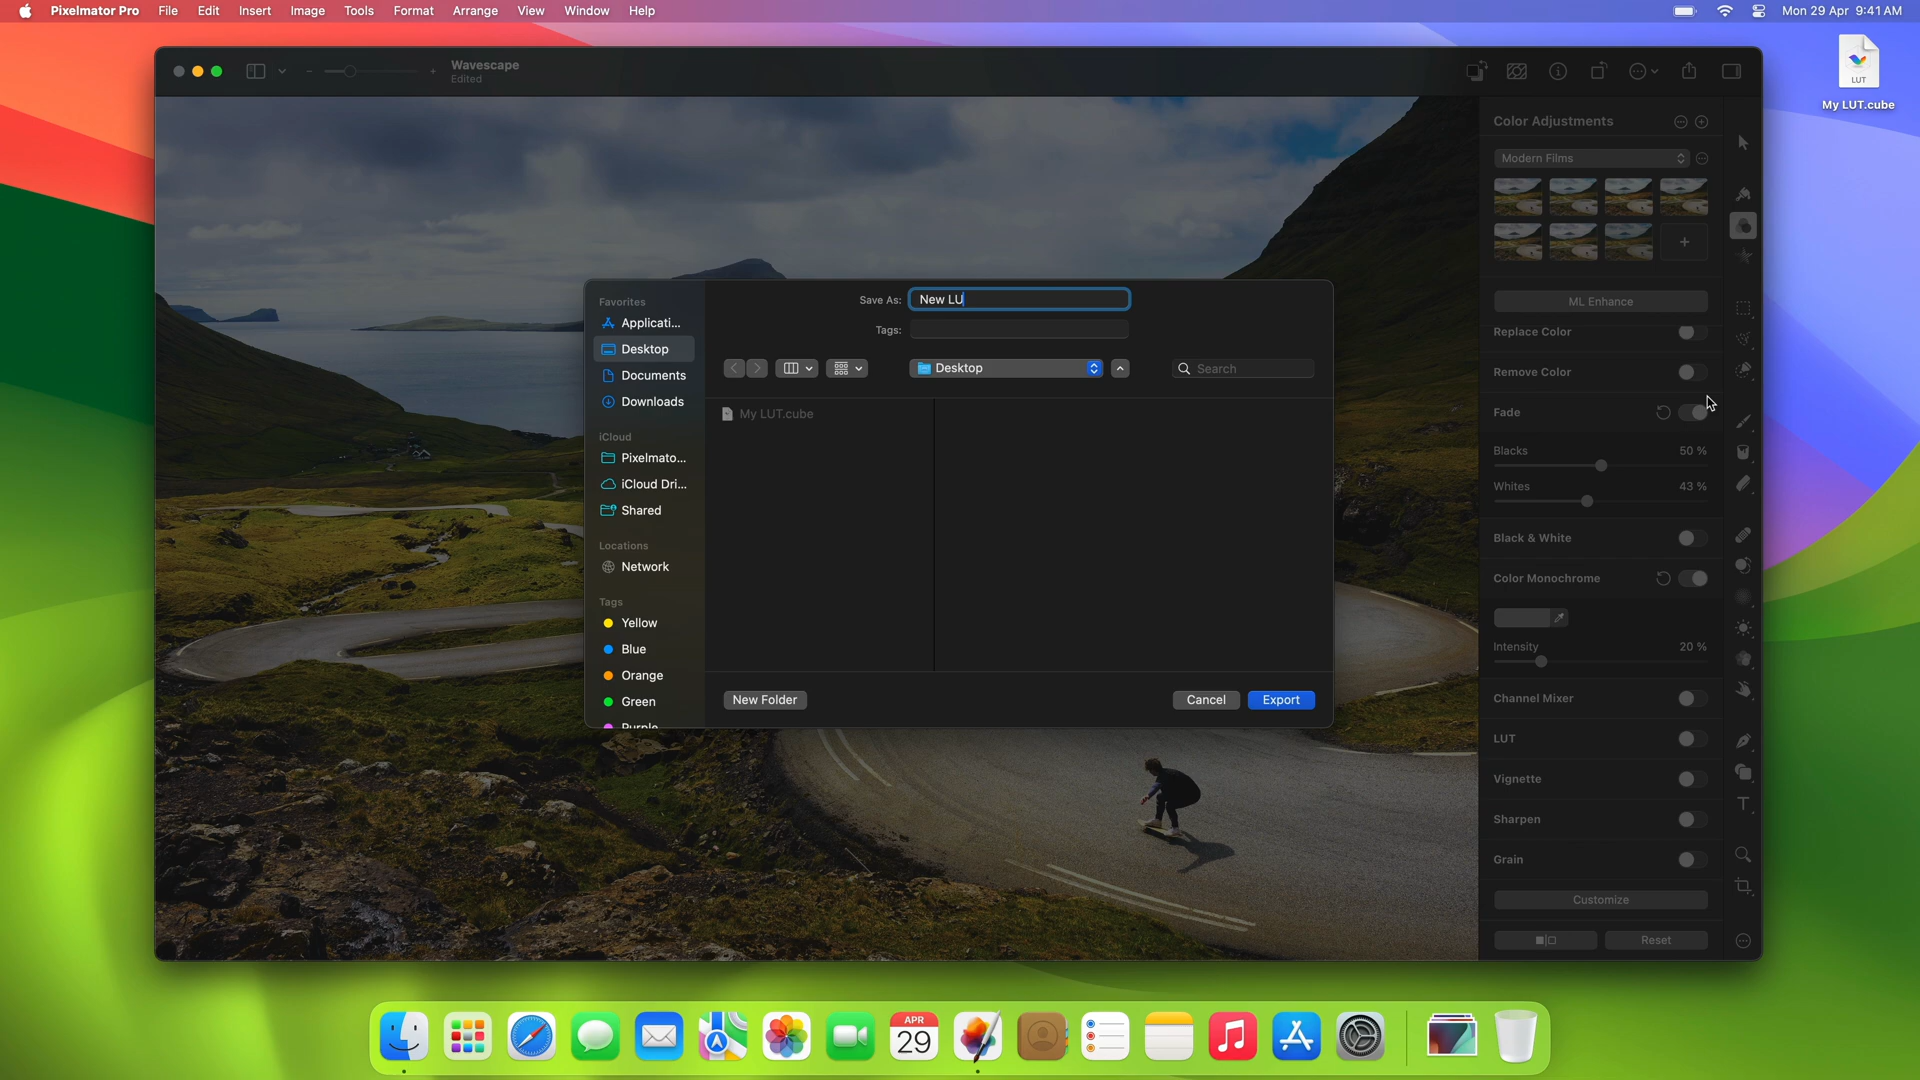 Pixelmator Pro File Edit Insert Image Tools Format Arrange View Window Help Mon 29 Apr 9:41 AM
Wavescape
Edited
LUT
My LUT.cube
Color Adjustments
Modern Films
ML Enhance
Replace Color
Remove Color
Fade
Blacks 50 %
Whites 43 %
Black & White
Color Monochrome
Intensity 20 %
Channel Mixer
LUT
Vignette
Sharpen
Grain
Customize
Reset
Save As: New LU
Tags:
Desktop
Search
Favorites
Applicati...
Desktop
Documents
Downloads
iCloud
Pixelmato...
iCloud Dri...
Shared
Locations
Network
Tags
Yellow
Blue
Orange
Green
Purple
My LUT.cube
New Folder Cancel Export
APR
29